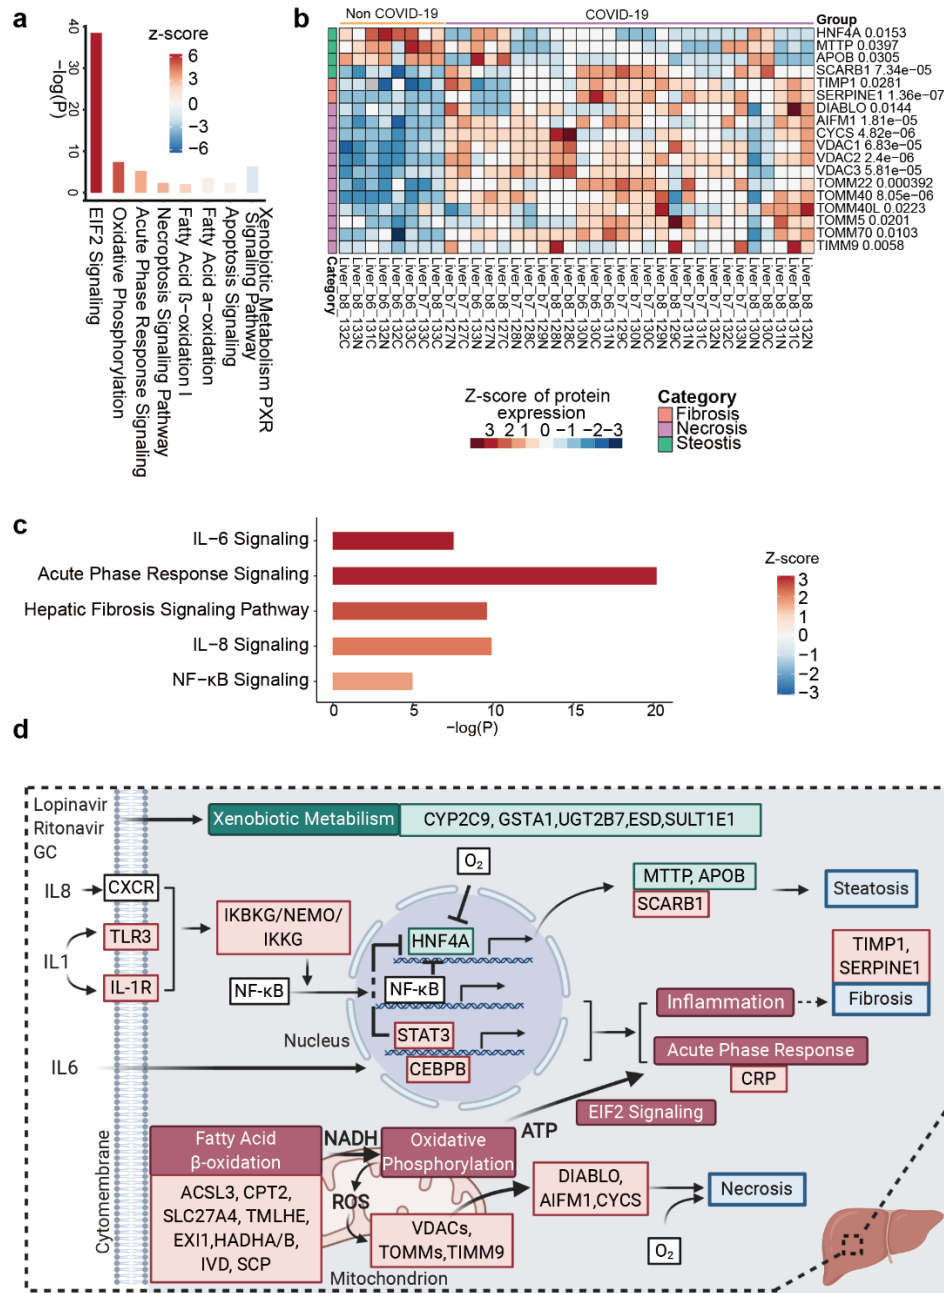 a
z-score
6
3
0
−3
−6
−log(P)
40
30
20
10
0
EIF2 Signaling
Oxidative Phosphorylation
Acute Phase Response Signaling
Necroptosis Signaling Pathway
Fatty Acid ß-oxidation I
Fatty Acid a-oxidation
Apoptosis Signaling
Xenobiotic Metabolism PXR
Signaling Pathway
b
Non COVID-19
COVID-19
Group
HNF4A 0.0153
MTTP 0.0397
APOB 0.0305
SCARB1 7.34e−05
TIMP1 0.0281
SERPINE1 1.36e−07
DIABLO 0.0144
AIFM1 1.81e−05
CYCS 4.82e−06
VDAC1 6.83e−05
VDAC2 2.4e−06
VDAC3 5.81e−05
TOMM22 0.000392
TOMM40 8.05e−06
TOMM40L 0.0223
TOMM5 0.0201
TOMM70 0.0103
TIMM9 0.0058
Category
Z-score of protein
expression
3 2 1 0 −1 −2−3
Category
Fibrosis
Necrosis
Steostis
c
IL−6 Signaling
Acute Phase Response Signaling
Hepatic Fibrosis Signaling Pathway
IL−8 Signaling
NF−κB Signaling
0 5 10 15 20
−log(P)
Z-score
3
2
1
0
−1
−2
−3
d
Lopinavir
Ritonavir
GC
Xenobiotic Metabolism
CYP2C9, GSTA1,UGT2B7,ESD,SULT1E1
IL8
CXCR
IL1
TLR3
IL-1R
IKBKG/NEMO/
IKKG
NF-κB
O2
HNF4A
NF-κB
STAT3
CEBPB
Nucleus
MTTP, APOB
SCARB1
Steatosis
TIMP1,
SERPINE1
Inflammation
Fibrosis
Acute Phase Response
CRP
IL6
EIF2 Signaling
ATP
Cytomembrane
Fatty Acid
β-oxidation
NADH
Oxidative
Phosphorylation
ACSL3, CPT2,
SLC27A4, TMLHE,
EXI1,HADHA/B,
IVD, SCP
ROS
VDACs,
TOMMs,TIMM9
DIABLO,
AIFM1,CYCS
Necrosis
O2
Mitochondrion